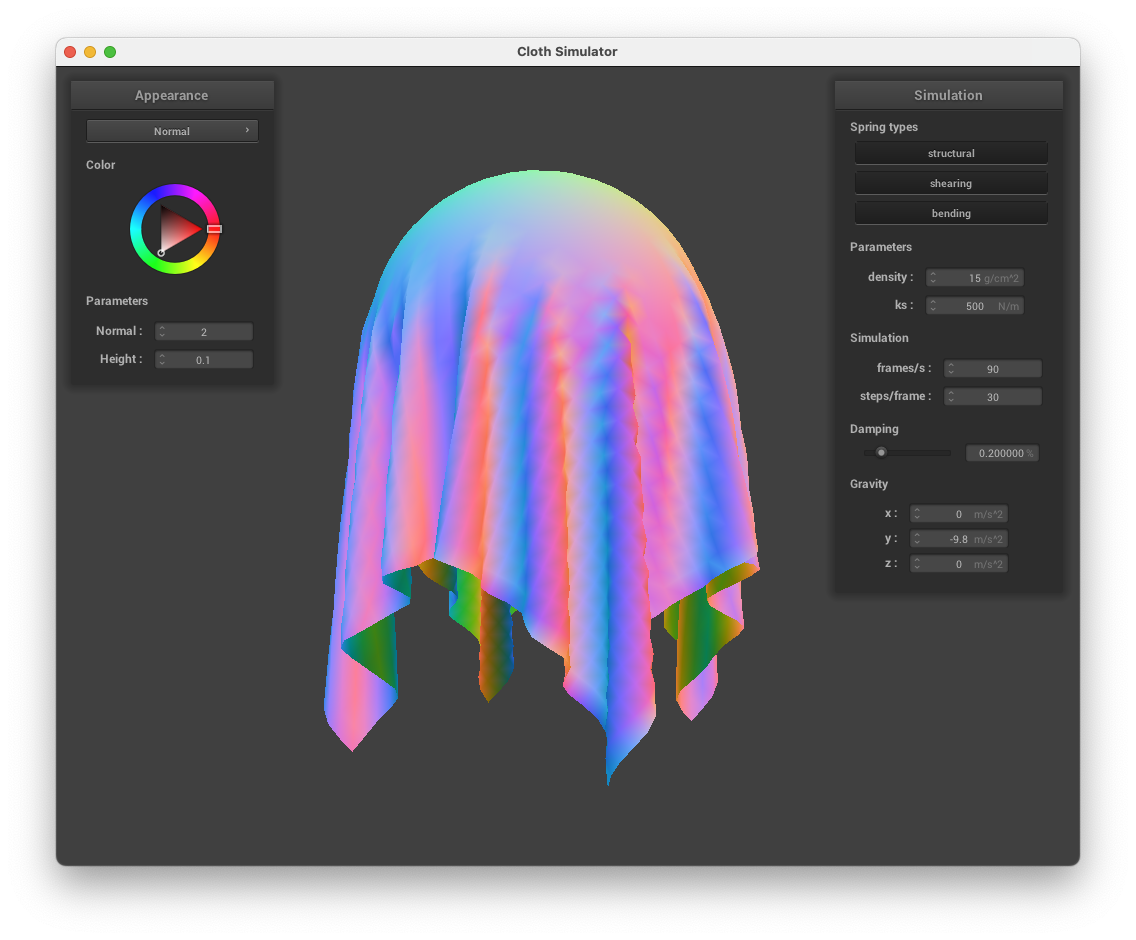 Cloth Simulator
Appearance
Normal ›
Color
Parameters
Normal : 2
Height : 0.1
Simulation
Spring types
structural
shearing
bending
Parameters
density : 15 g/cm^2
ks : 500 N/m
Simulation
frames/s : 90
steps/frame : 30
Damping
0.200000 %
Gravity
x : 0 m/s^2
y : -9.8 m/s^2
z : 0 m/s^2